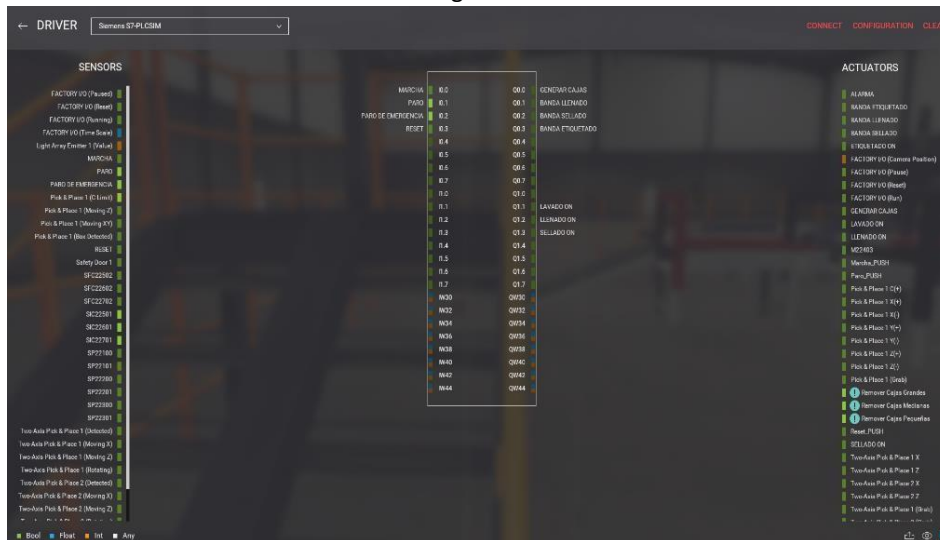 ← DRIVER
Siemens S7-PLCSIM
CONNECT CONFIGURATION CLEA
SENSORS
FACTORY I/O (Paused)
FACTORY I/O (Reset)
FACTORY I/O (Running)
FACTORY I/O (Time Scale)
Light Array Emitter 1 (Value)
MARCHA
PARO
PARO DE EMERGENCIA
Pick & Place 1 (C Limit)
Pick & Place 1 (Moving Z)
Pick & Place 1 (Moving XY)
Pick & Place 1 (Box Detected)
RESET
Safety Door 1
SFC22502
SFC22602
SFC22702
SIC22501
SIC22601
SIC22701
SP22100
SP22101
SP22200
SP22201
SP22300
SP22301
Two-Axis Pick & Place 1 (Detected)
Two-Axis Pick & Place 1 (Moving X)
Two-Axis Pick & Place 1 (Moving Z)
Two-Axis Pick & Place 1 (Rotating)
Two-Axis Pick & Place 2 (Detected)
Two-Axis Pick & Place 2 (Moving X)
Two-Axis Pick & Place 2 (Moving Z)
Bool Float Int Any
MARCHA I0.0 Q0.0 GENERAR CAJAS
PARO I0.1 Q0.1 BANDA LLENADO
PARO DE EMERGENCIA I0.2 Q0.2 BANDA SELLADO
RESET I0.3 Q0.3 BANDA ETIQUETADO
I0.4 Q0.4
I0.5 Q0.5
I0.6 Q0.6
I0.7 Q0.7
I1.0 Q1.0
I1.1 Q1.1 LAVADO ON
I1.2 Q1.2 LLENADO ON
I1.3 Q1.3 SELLADO ON
I1.4 Q1.4
I1.5 Q1.5
I1.6 Q1.6
I1.7 Q1.7
IW30 QW30
IW32 QW32
IW34 QW34
IW36 QW36
IW38 QW38
IW40 QW40
IW42 QW42
IW44 QW44
ACTUATORS
ALARMA
BANDA ETIQUETADO
BANDA LLENADO
BANDA SELLADO
ETIQUETADO ON
FACTORY I/O (Camera Position)
FACTORY I/O (Pause)
FACTORY I/O (Reset)
FACTORY I/O (Run)
GENERAR CAJAS
LAVADO ON
LLENADO ON
M22403
Marcha_PUSH
Paro_PUSH
Pick & Place 1 C(+)
Pick & Place 1 X(+)
Pick & Place 1 X(-)
Pick & Place 1 Y(+)
Pick & Place 1 Y(-)
Pick & Place 1 Z(+)
Pick & Place 1 Z(-)
Pick & Place 1 (Grab)
Remover Cajas Grandes
Remover Cajas Medianas
Remover Cajas Pequeñas
Reset_PUSH
SELLADO ON
Two-Axis Pick & Place 1 X
Two-Axis Pick & Place 1 Z
Two-Axis Pick & Place 2 X
Two-Axis Pick & Place 2 Z
Two-Axis Pick & Place 1 (Grab)